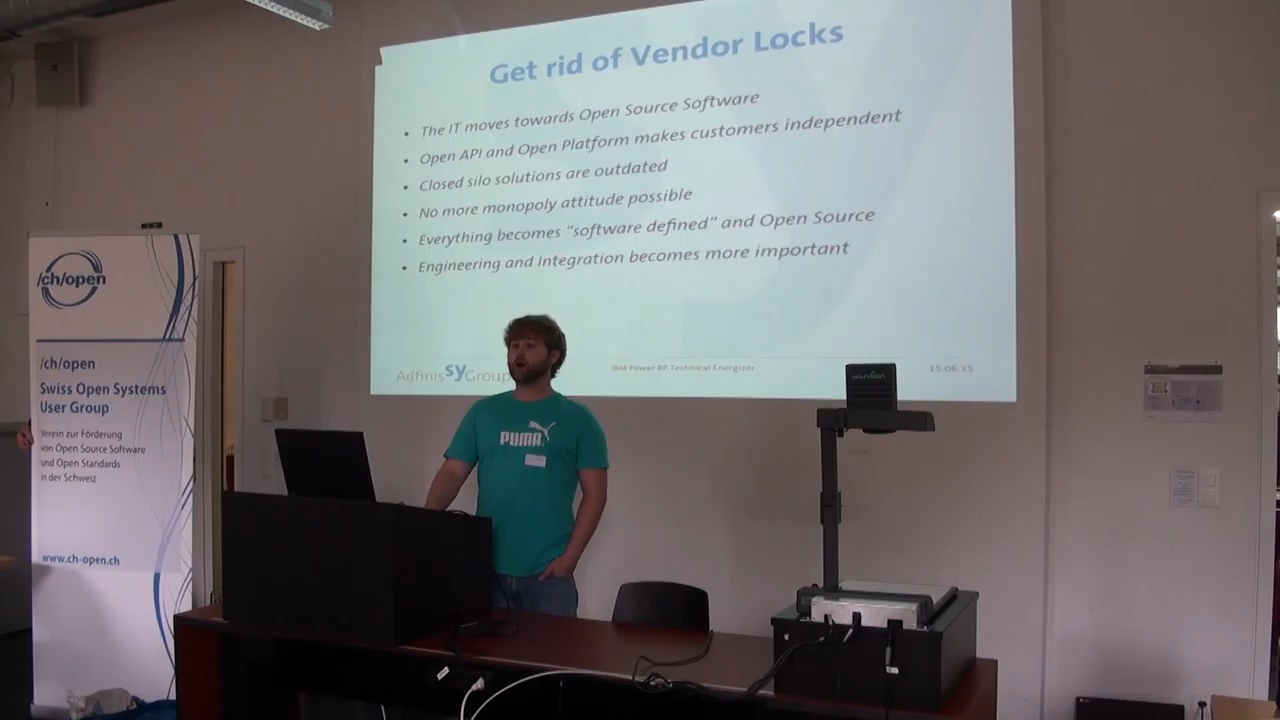 Get rid of Vendor Locks
• The IT moves towards Open Source Software
• Open API and Open Platform makes customers independent
• Closed silo solutions are outdated
• No more monopoly attitude possible
• Everything becomes “software defined” and Open Source
• Engineering and Integration becomes more important
AdfinisSyGroup
IBM Power BP Technical Energizer
15.06.15
/ch/open
/ch/open
Swiss Open Systems
User Group
Verein zur Förderung
von Open Source Software
und Open Standards
in der Schweiz
www.ch-open.ch
PUMA